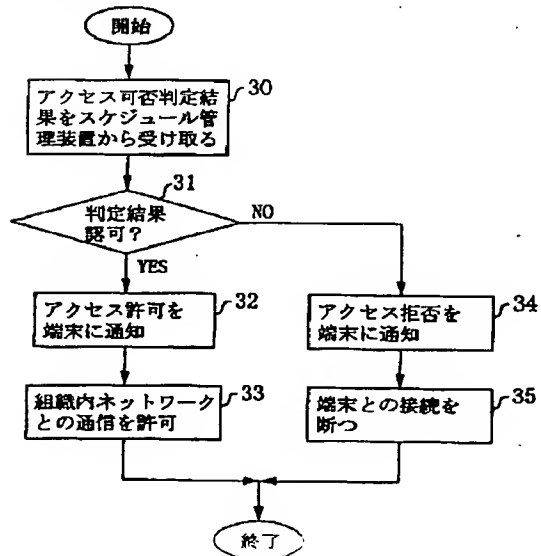 開始
アクセス可否判定結
果をスケジュール管
理装置から受け取る
30
31
判定結果
認可?
NO
YES
アクセス許可を
端末に通知
32
アクセス拒否を
端末に通知
34
組織内ネットワーク
との通信を許可
33
端末との接続を
断つ
35
終了